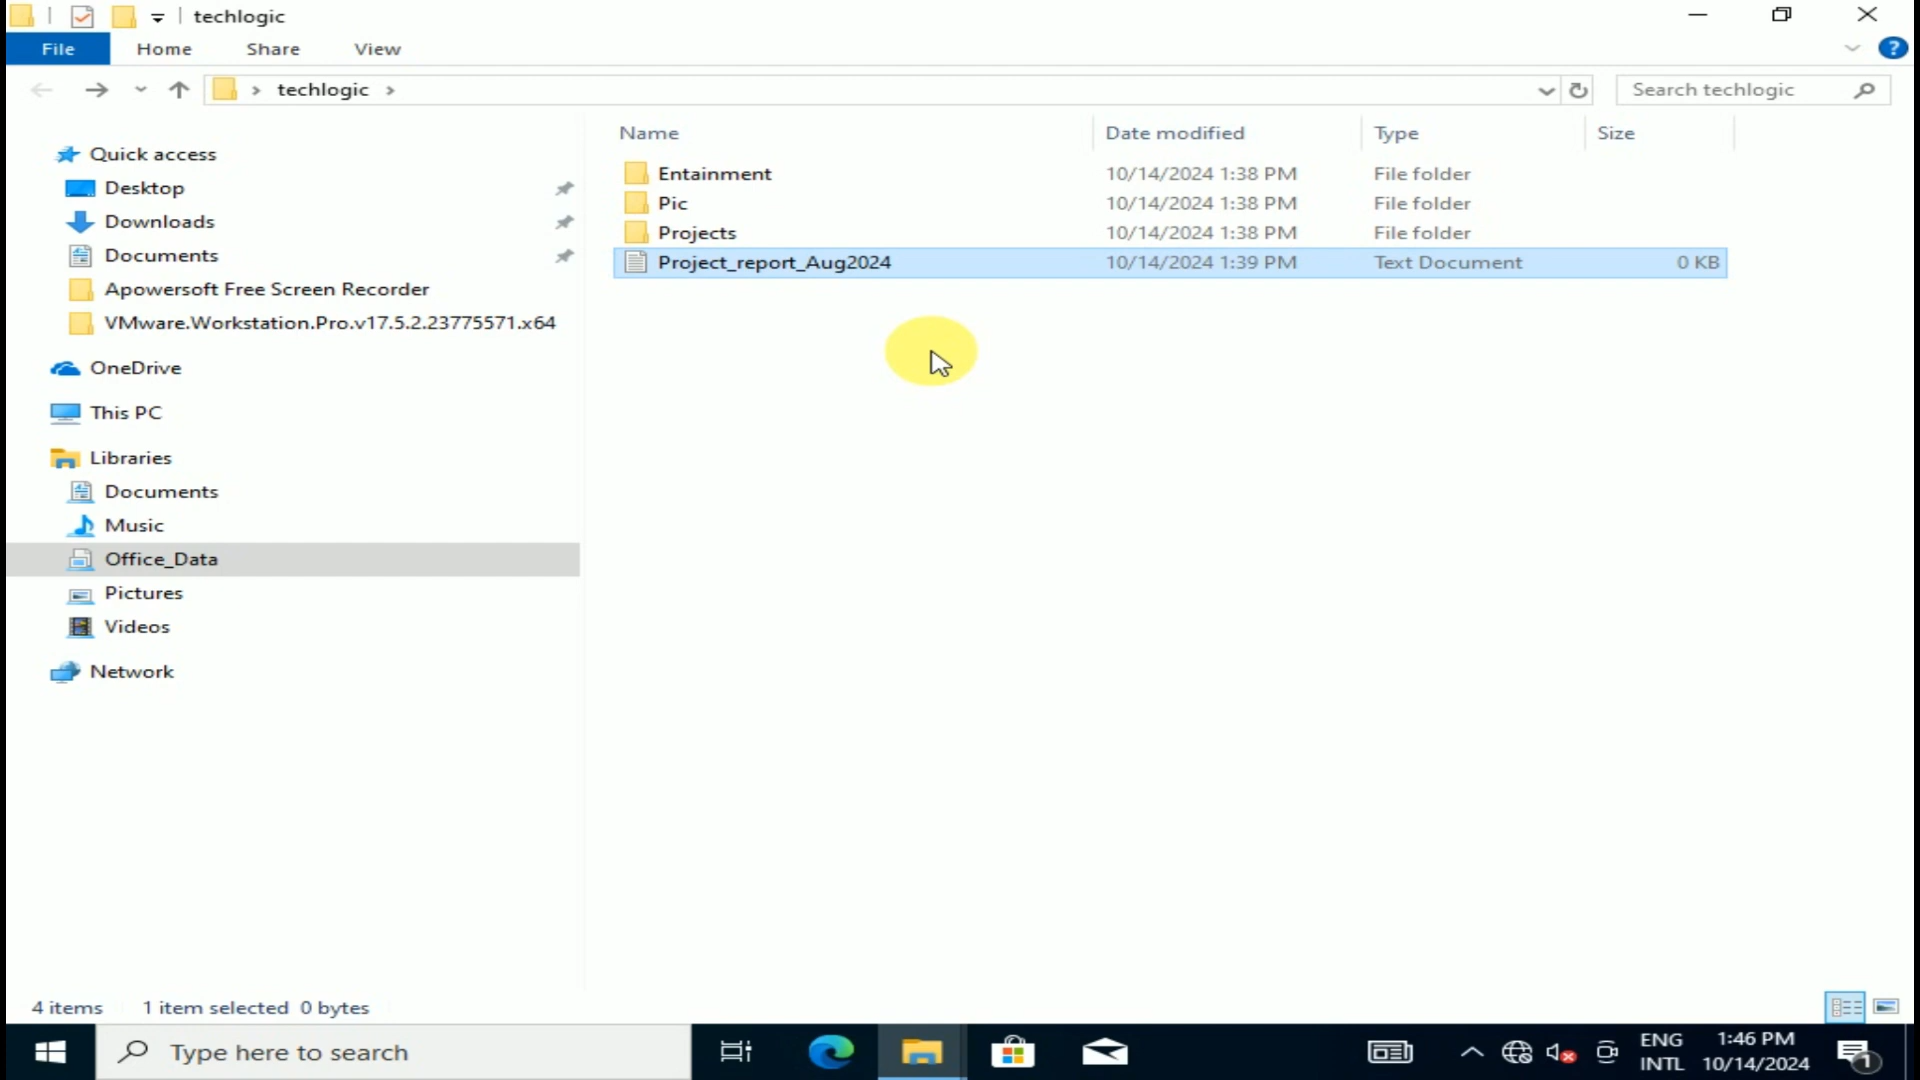 techlogic
File Home Share View
techlogic Search techlogic
Name Date modified Type Size
Quick access
Desktop
Downloads
Documents
Apowersoft Free Screen Recorder
VMware.Workstation.Pro.v17.5.2.23775571.x64
OneDrive
This PC
Libraries
Documents
Music
Office_Data
Pictures
Videos
Network
Entainment 10/14/2024 1:38 PM File folder
Pic 10/14/2024 1:38 PM File folder
Projects 10/14/2024 1:38 PM File folder
Project_report_Aug2024 10/14/2024 1:39 PM Text Document 0 KB
4 items 1 item selected 0 bytes
Type here to search
ENG 1:46 PM
INTL 10/14/2024
1